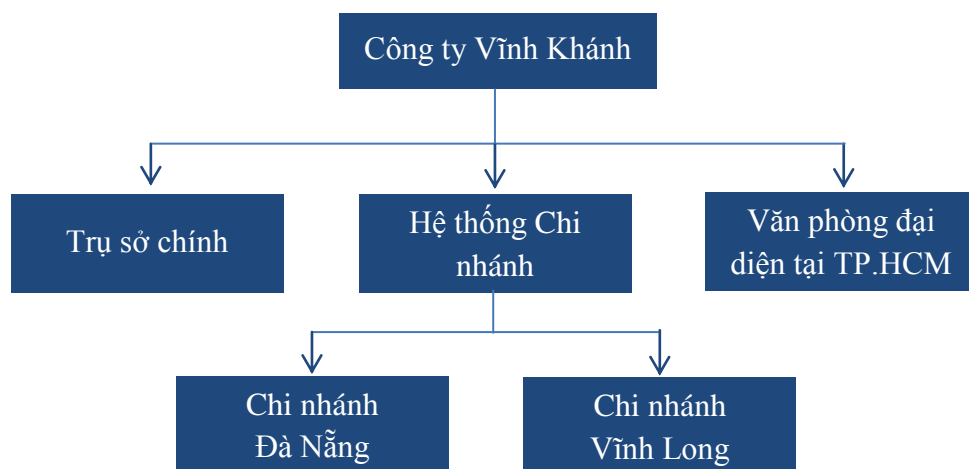 Công ty Vĩnh Khánh
Trụ sở chính
Hệ thống Chi
nhánh
Văn phòng đại
diện tại TP.HCM
Chi nhánh
Đà Nẵng
Chi nhánh
Vĩnh Long